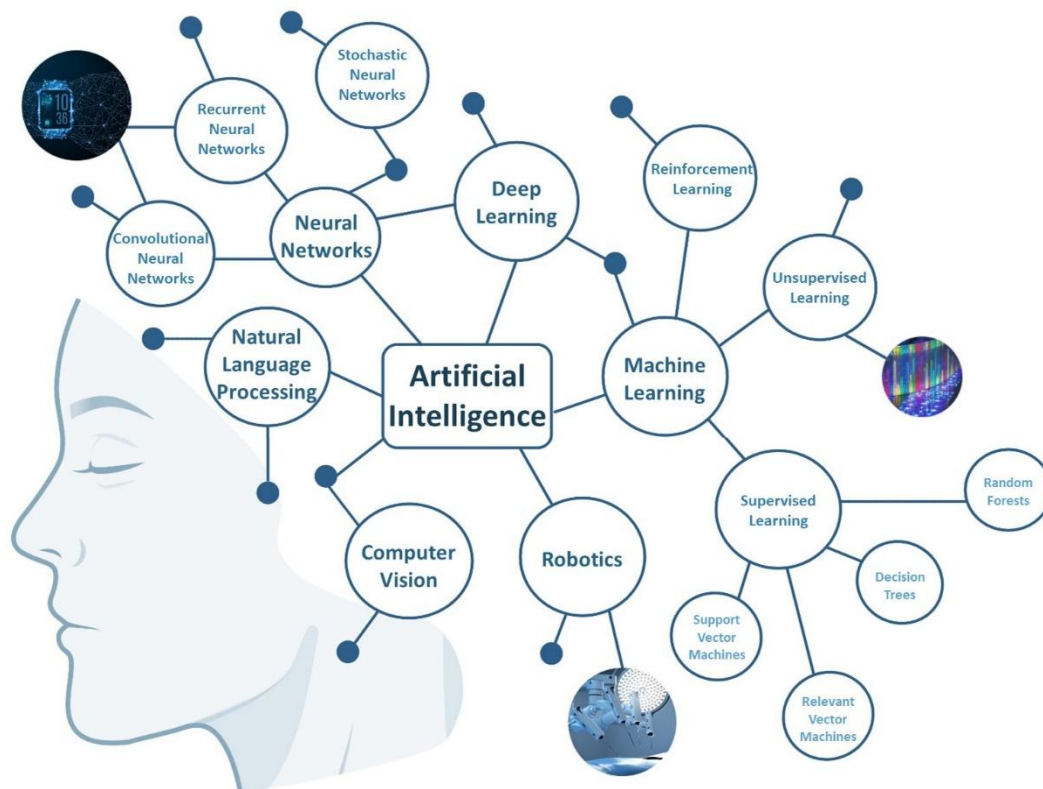 Stochastic
Neural
Networks
Recurrent
Neural
Networks
10
36
Deep
Learning
Reinforcement
Learning
Neural
Networks
Convolutional
Neural
Networks
Unsupervised
Learning
Natural
Language
Processing
Artificial
Intelligence
Machine
Learning
Supervised
Learning
Random
Forests
Computer
Vision
Robotics
Decision
Trees
Support
Vector
Machines
Relevant
Vector
Machines